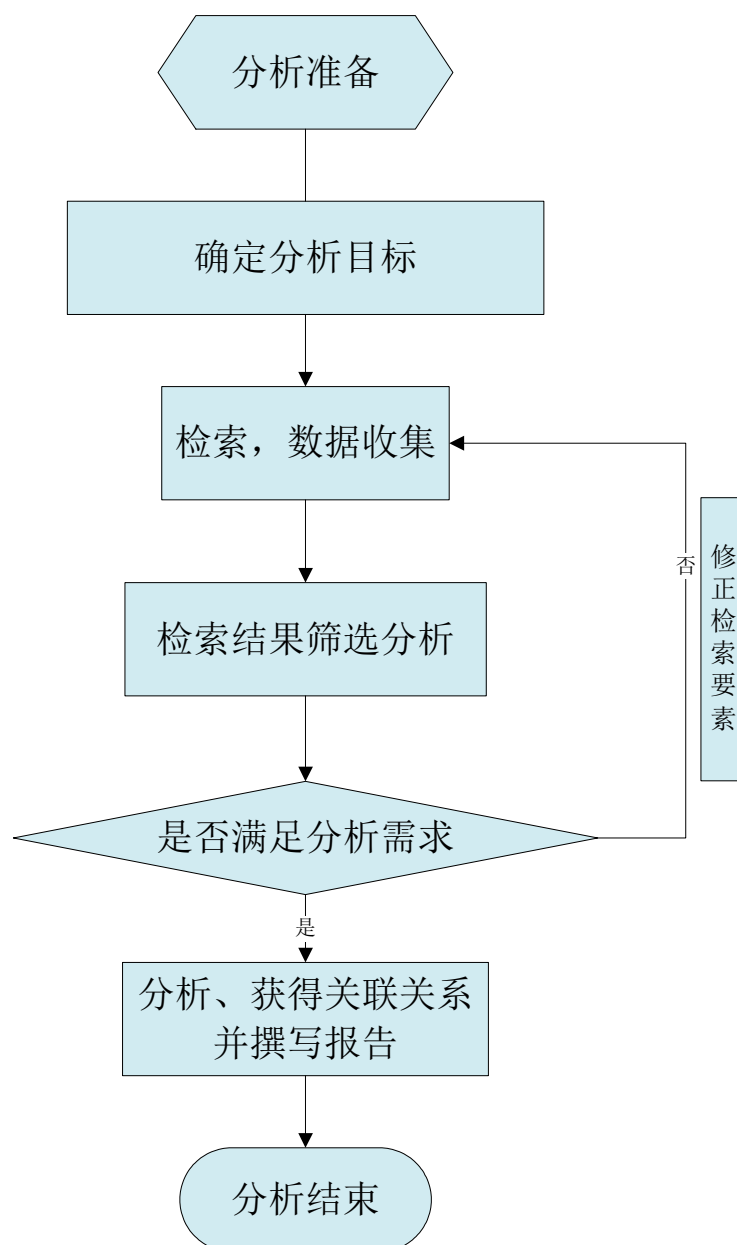 分析准备
确定分析目标
检索，数据收集
检索结果筛选分析
否
修正检索要素
是否满足分析需求
是
分析、获得关联关系
并撰写报告
分析结束